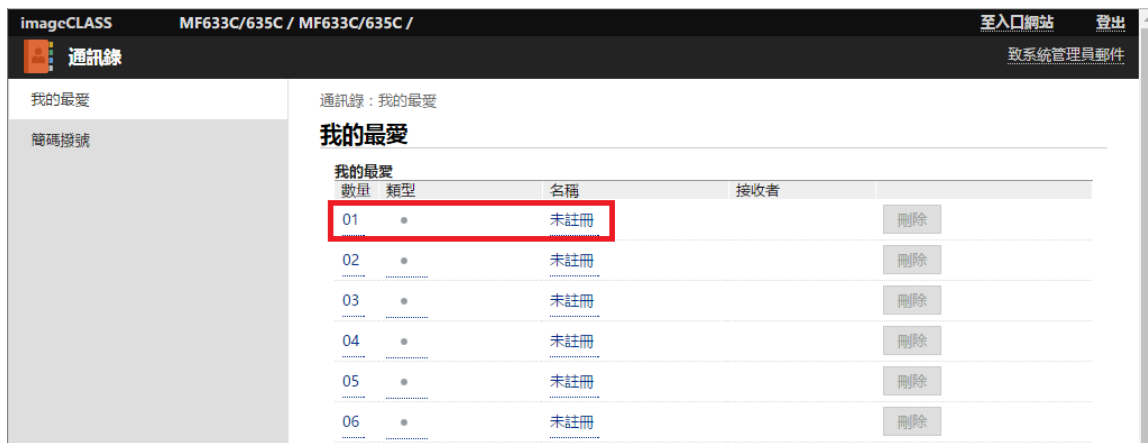 imageCLASS MF633C/635C / MF633C/635C / 至入口網站 登出
通訊錄 致系統管理員郵件
我的最愛
簡碼撥號
通訊錄：我的最愛
我的最愛
我的最愛
數量 類型 名稱 接收者
01 未註冊 刪除
02 未註冊 刪除
03 未註冊 刪除
04 未註冊 刪除
05 未註冊 刪除
06 未註冊 刪除